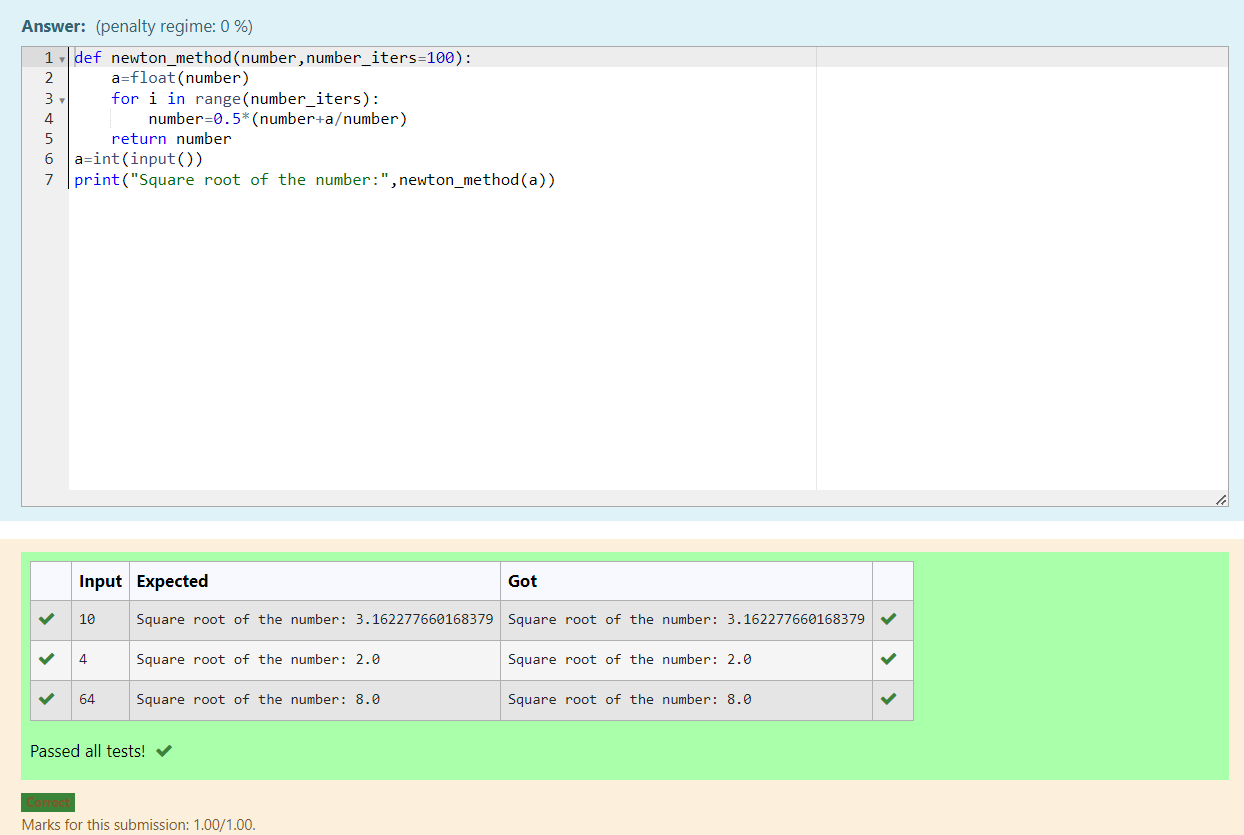 Answer: (penalty regime: 0 %)
1 def newton_method(number,number_iters=100):
2     a=float(number)
3     for i in range(number_iters):
4         number=0.5*(number+a/number)
5     return number
6 a=int(input())
7 print("Square root of the number:",newton_method(a))
Input Expected Got
10 Square root of the number: 3.162277660168379 Square root of the number: 3.162277660168379
4 Square root of the number: 2.0 Square root of the number: 2.0
64 Square root of the number: 8.0 Square root of the number: 8.0
Passed all tests!
Correct
Marks for this submission: 1.00/1.00.